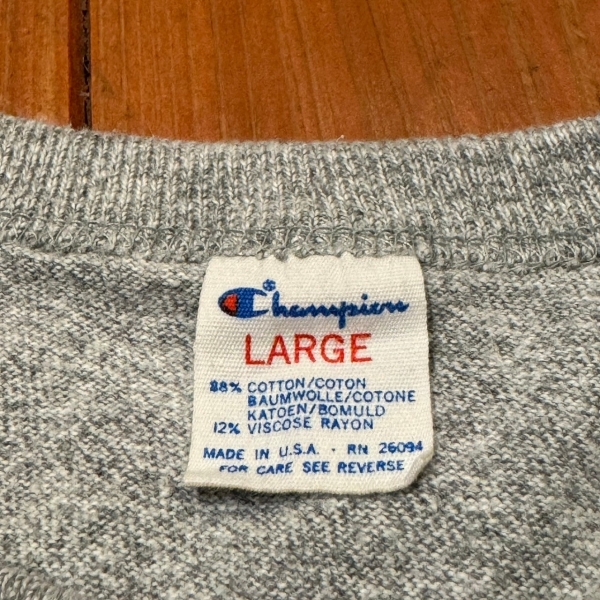 Champion
LARGE
88% COTTON/COTON
BAUMWOLLE/COTONE
KATOEN/BOMULD
12% VISCOSE RAYON
MADE IN U.S.A. · RN 26094
FOR CARE SEE REVERSE